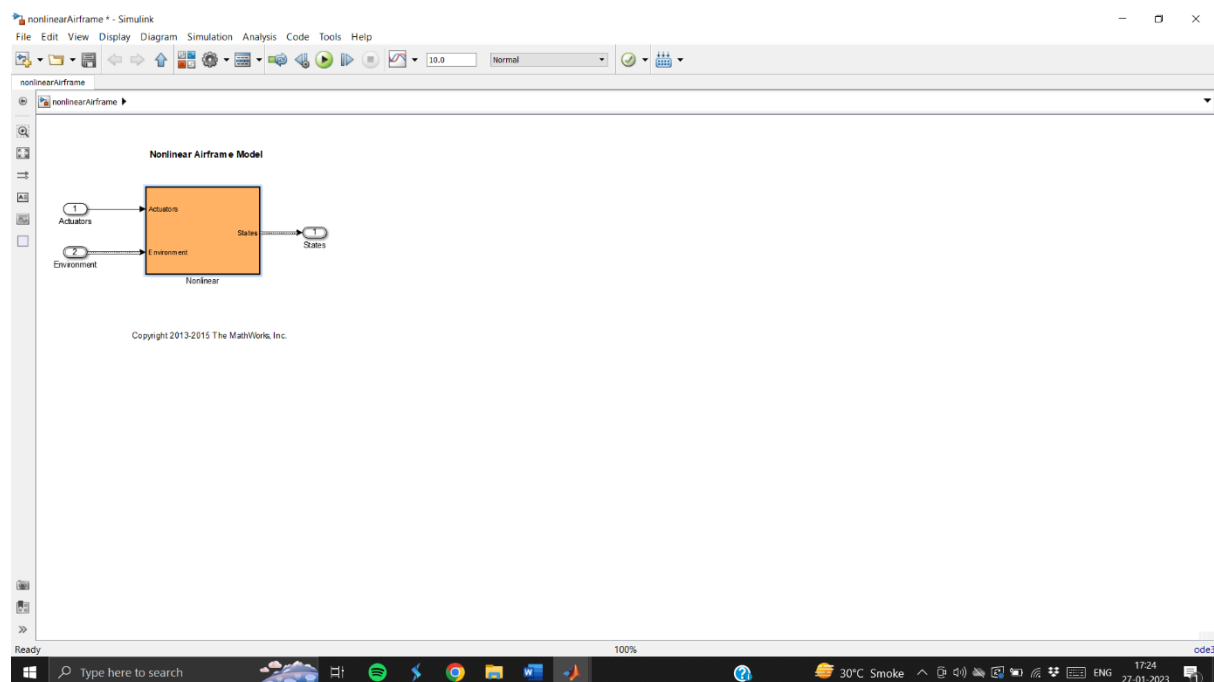 nonlinearAirframe * - Simulink
File Edit View Display Diagram Simulation Analysis Code Tools Help
10.0 Normal
nonlinearAirframe
nonlinearAirframe
Nonlinear Airframe Model
1
Actuators
Actuators
States
1
States
2
Environment
Environment
Nonlinear
Copyright 2013-2015 The MathWorks, Inc.
Ready 100% ode3
Type here to search
30°C Smoke ENG 17:24
27-01-2023